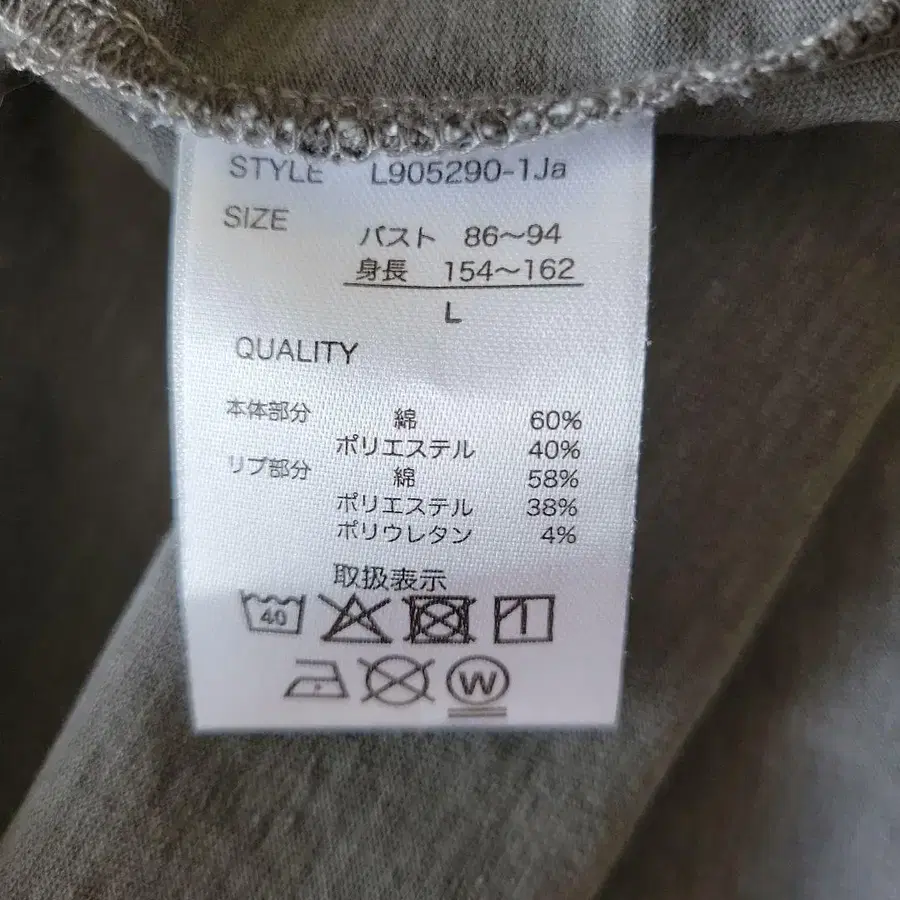 STYLE L905290-1Ja
SIZE
バスト 86〜94
身長 154〜162
L
QUALITY
本体部分 綿 60%
ポリエステル 40%
リブ部分 綿 58%
ポリエステル 38%
ポリウレタン 4%
取扱表示
40
W